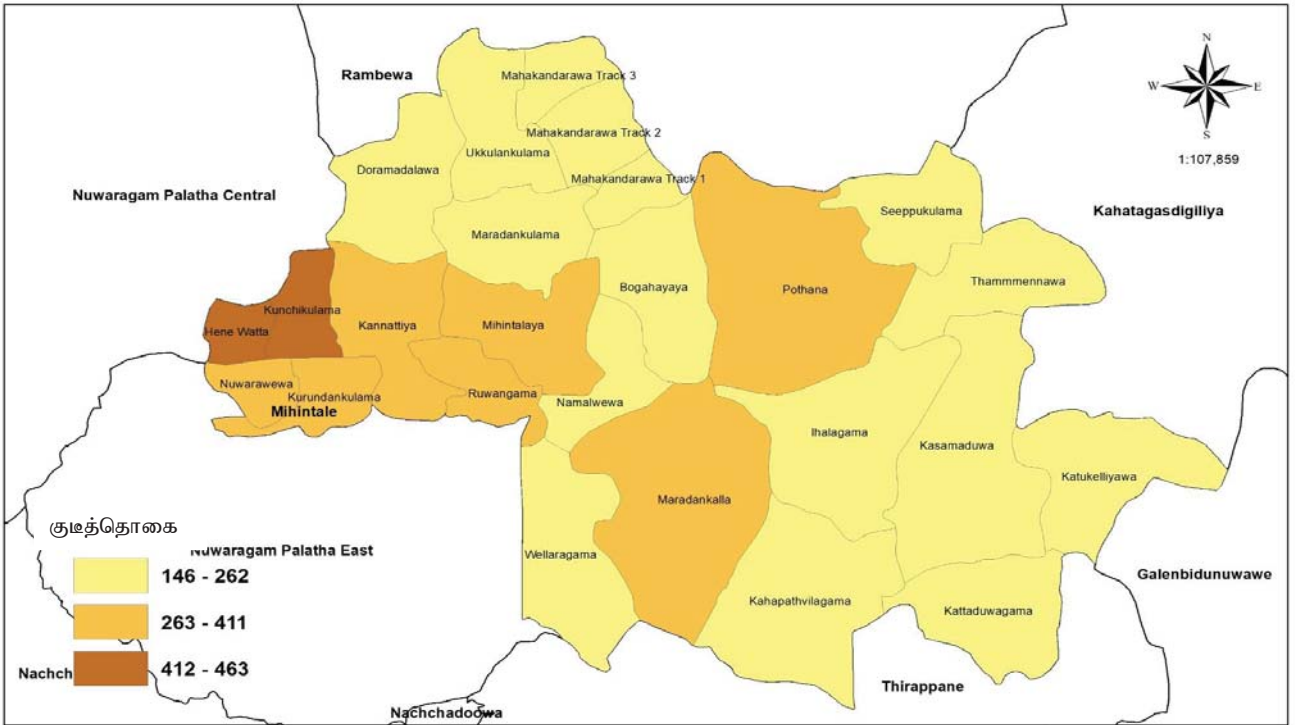 N
W E
S
1:107,859
Rambewa
Mahakandarawa Track 3
Mahakandarawa Track 2
Ukkulankulama
Doramadalawa
Mahakandarawa Track 1
Nuwaragam Palatha Central
Seeppukulama
Kahatagasdigiliya
Maradankulama
Thammmennawa
Bogahayaya
Pothana
Kunchikulama
Hene Watta
Kannattiya
Mihintalaya
Nuwarawewa
Kurundankulama
Ruwangama
Mihintale
Namalwewa
Ihalagama
Kasamaduwa
Katukelliyawa
Maradankalla
குடித்தொகை
Nuwaragam Palatha East
Wellaragama
146 - 262
Galenbidunuwawe
Kahapathvilagama
Kattaduwagama
263 - 411
412 - 463
Nachch
Thirappane
Nachchadoowa